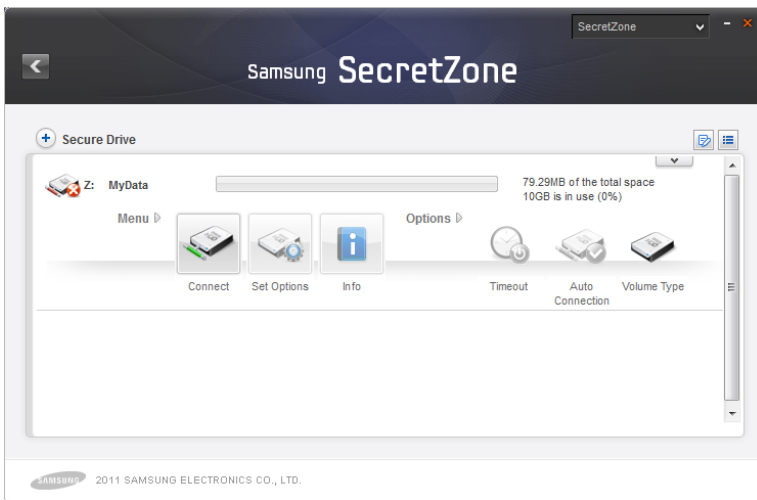 SecretZone
Samsung SecretZone
Secure Drive
Z: MyData
79.29MB of the total space
10GB is in use (0%)
Menu
Options
Connect
Set Options
Info
Timeout
Auto
Connection
Volume Type
SAMSUNG
2011 SAMSUNG ELECTRONICS CO., LTD.